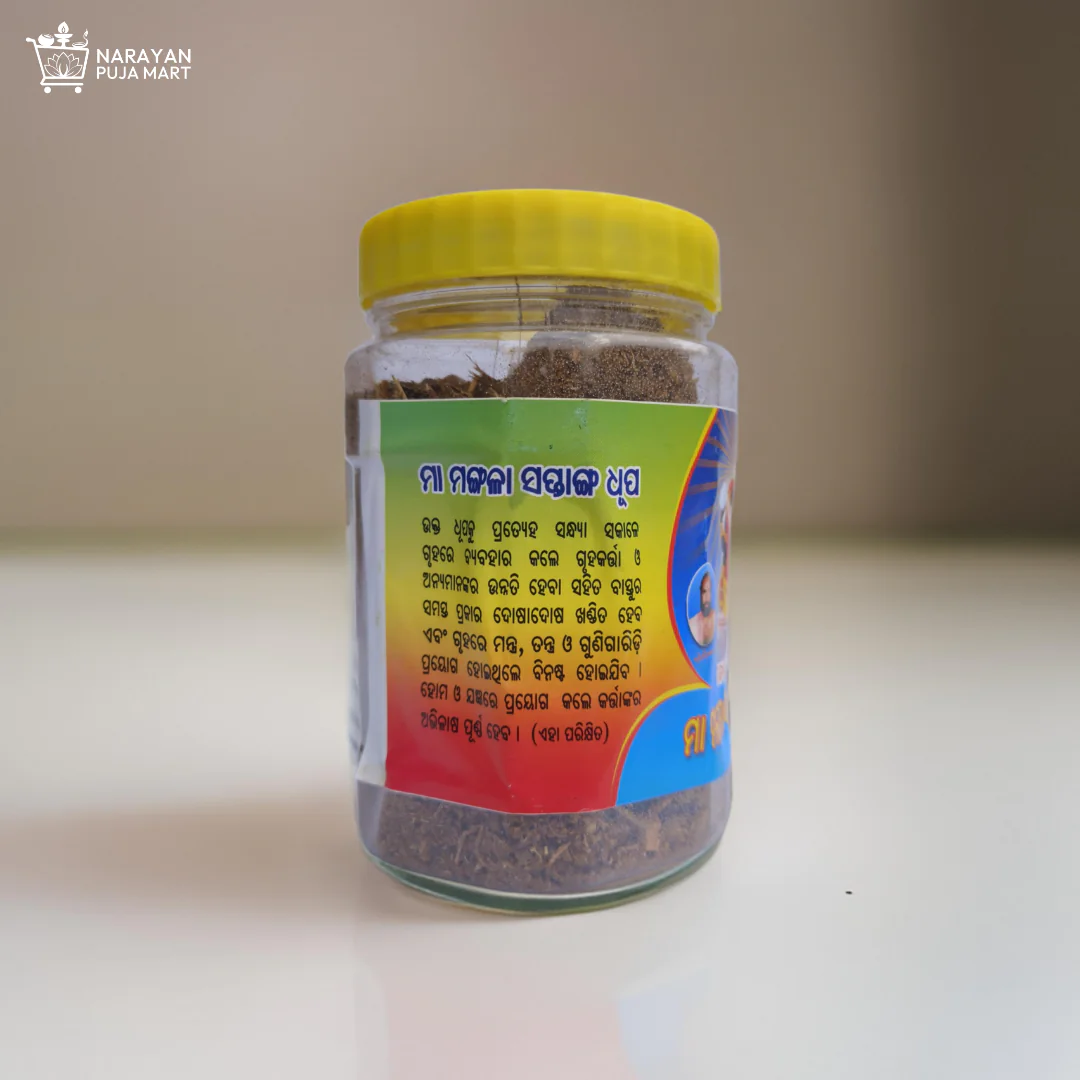 NARAYAN
PUJA MART
ମା ମଙ୍ଗଳା ସପ୍ତାଙ୍ଗ ଧୂପ
ଉକ୍ତ ଧୂପକୁ ପ୍ରତ୍ୟେହ ସନ୍ଧ୍ୟା ସକାଳେ
ଗୃହରେ ବ୍ୟବହାର କଲେ ଗୃହକର୍ତ୍ତା ଓ
ଅନ୍ୟମାନଙ୍କର ଉନ୍ନତି ହେବା ସହିତ ବାସ୍ତୁର
ସମସ୍ତ ପ୍ରକାର ଦୋଷାଦୋଷ ଖଣ୍ଡିତ ହେବ
ଏବଂ ଗୃହରେ ମନ୍ତ୍ର, ତନ୍ତ୍ର ଓ ଗୁଣିଗାରିଡ଼ି
ପ୍ରୟୋଗ ହୋଇଥିଲେ ବିନଷ୍ଟ ହୋଇଯିବ ।
ହୋମ ଓ ଯଜ୍ଞରେ ପ୍ରୟୋଗ କଲେ କର୍ତ୍ତାଙ୍କର
ଅଭିଳାଷ ପୂର୍ଣ୍ଣ ହେବ । (ଏହା ପରିକ୍ଷିତ)
ମା